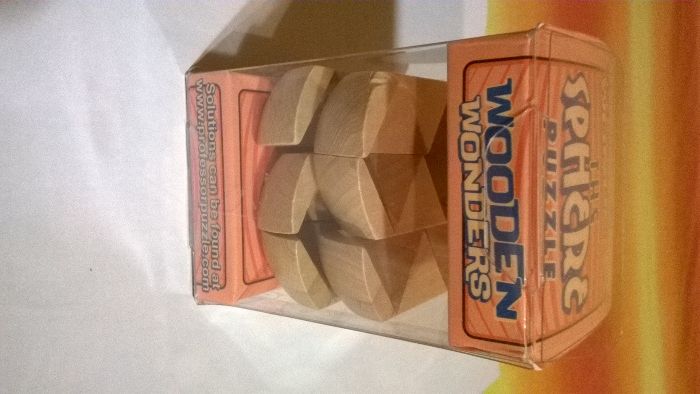 THE
SPHERE
PUZZLE
WOODEN
WONDERS
Solutions can be found at
www.professorpuzzle.com